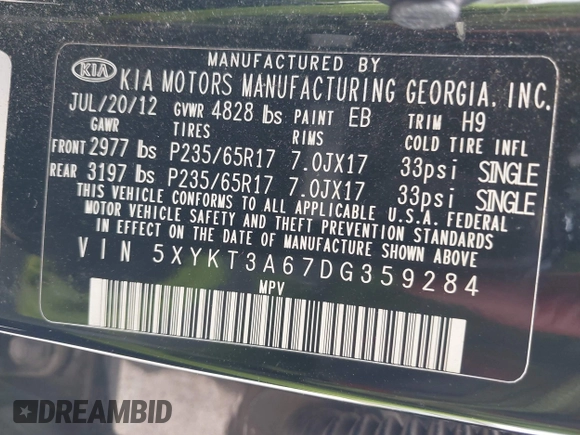 MANUFACTURED BY
KIA KIA MOTORS MANUFACTURING GEORGIA, INC.
JUL/20/12 GVWR 4828 lbs PAINT EB TRIM H9
GAWR TIRES RIMS COLD TIRE INFL
FRONT 2977 lbs P235/65R17 7.0JX17 33psi SINGLE
REAR 3197 lbs P235/65R17 7.0JX17 33psi SINGLE
THIS VEHICLE CONFORMS TO ALL APPLICABLE U.S.A. FEDERAL
MOTOR VEHICLE SAFETY AND THEFT PREVENTION STANDARDS
IN EFFECT ON THE DATE OF MANUFACTURE SHOWN ABOVE
VIN 5XYKT3A67DG359284
MPV
DREAMBID